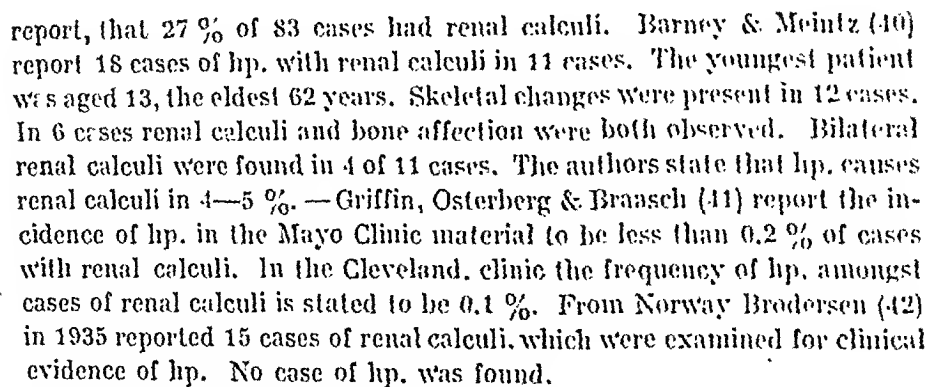 report, that 27 % of 83 cases had renal calculi. Barney & Meintz (40)
report 18 cases of hp. with renal calculi in 11 cases. The youngest patient
was aged 13, the eldest 62 years. Skeletal changes were present in 12 cases.
In 6 cases renal calculi and bone affection were both observed. Bilateral
renal calculi were found in 4 of 11 cases. The authors state that hp. causes
renal calculi in 4—5 %. — Griffin, Osterberg & Braasch (41) report the in-
cidence of hp. in the Mayo Clinic material to be less than 0.2 % of cases
with renal calculi. In the Cleveland. clinic the frequency of hp. amongst
cases of renal calculi is stated to be 0.1 %. From Norway Brodersen (42)
in 1935 reported 15 cases of renal calculi. which were examined for clinical
evidence of hp. No case of hp. was found.